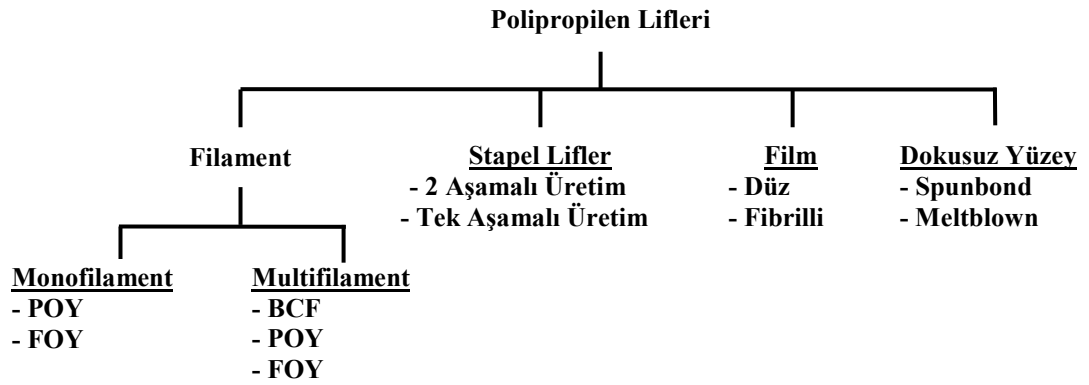 Polipropilen Lifleri
Filament
Monofilament
- POY
- FOY
Multifilament
- BCF
- POY
- FOY
Stapel Lifler
- 2 Aşamalı Üretim
- Tek Aşamalı Üretim
Film
- Düz
- Fibrilli
Dokusuz Yüzey
- Spunbond
- Meltblown